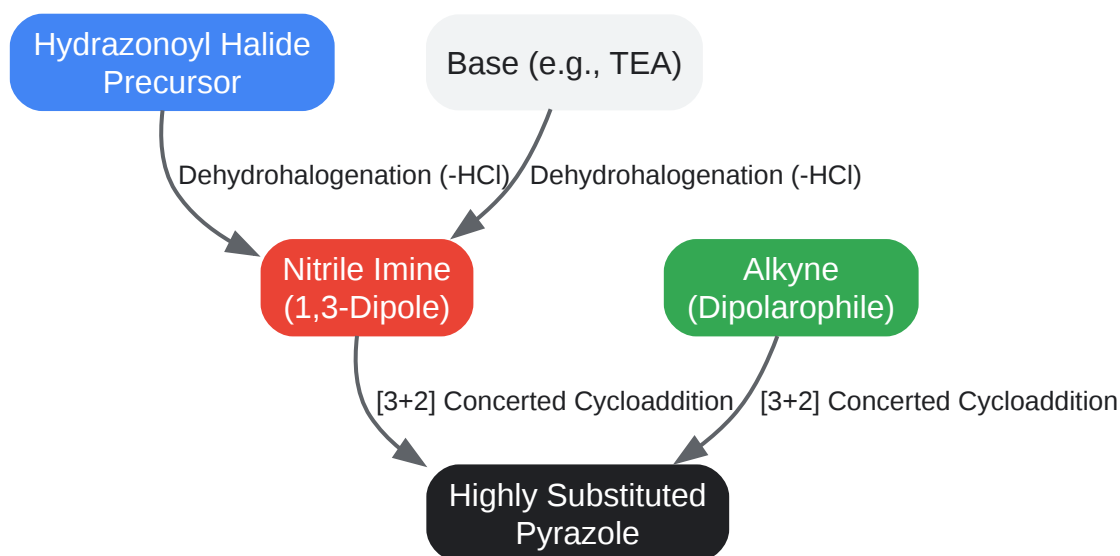 Hydrazonoyl Halide
Precursor
Base (e.g., TEA)
Dehydrohalogenation (-HCl)
Dehydrohalogenation (-HCl)
Nitrile Imine
(1,3-Dipole)
Alkyne
(Dipolarophile)
[3+2] Concerted Cycloaddition
[3+2] Concerted Cycloaddition
Highly Substituted
Pyrazole